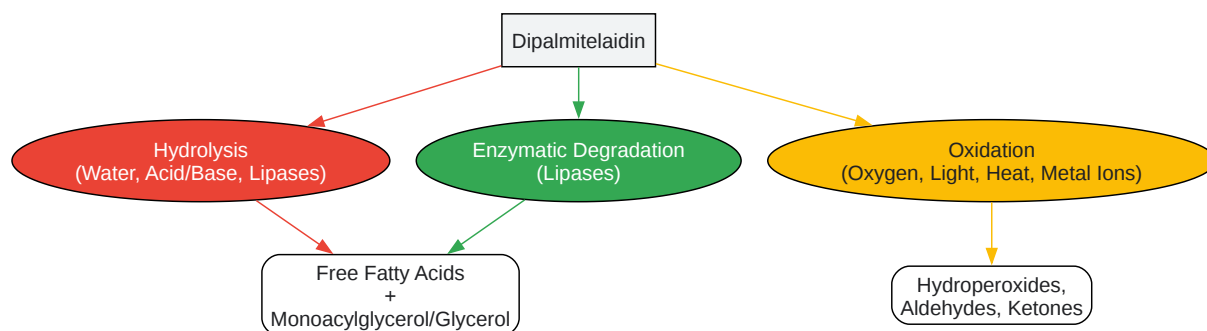 Dipalmitelaidin
Hydrolysis
(Water, Acid/Base, Lipases)
Enzymatic Degradation
(Lipases)
Oxidation
(Oxygen, Light, Heat, Metal Ions)
Free Fatty Acids
+
Monoacylglycerol/Glycerol
Hydroperoxides,
Aldehydes, Ketones